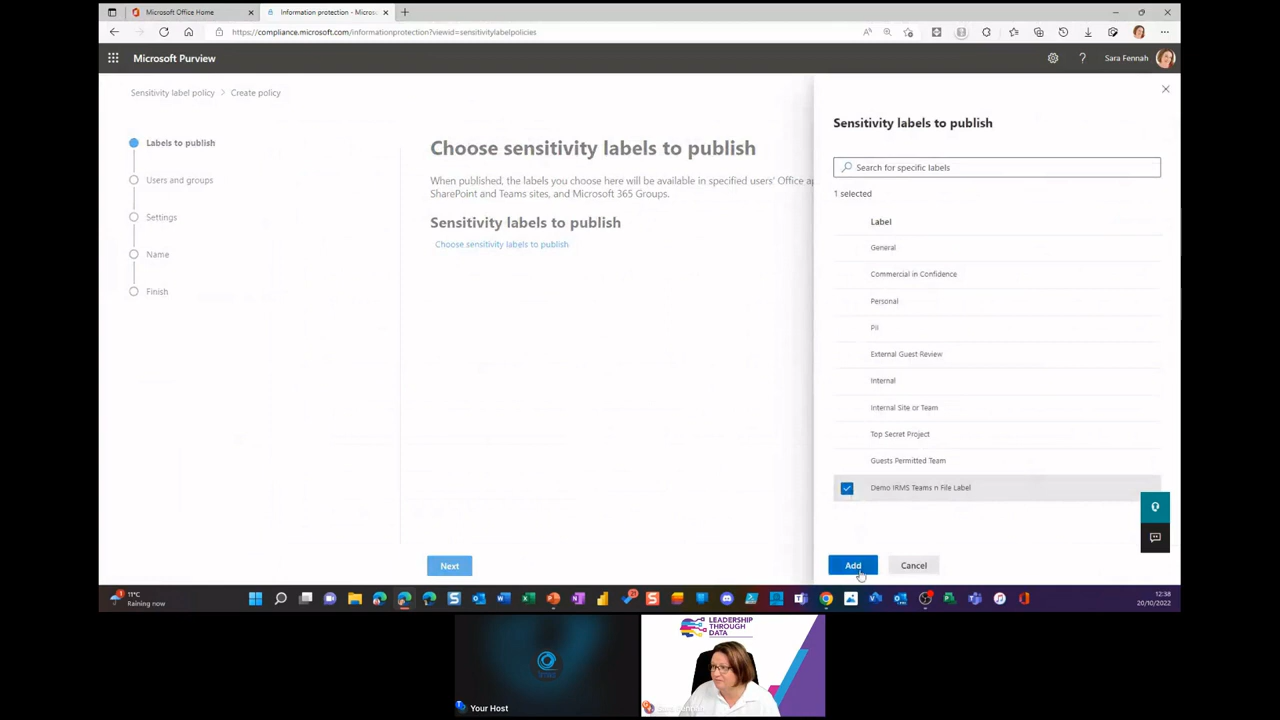 Microsoft Office Home
Information protection - Micros
https://compliance.microsoft.com/informationprotection?viewid=sensitivitylabelpolicies
Microsoft Purview
Sara Fennah
Sensitivity label policy > Create policy
Labels to publish
Users and groups
Settings
Name
Finish
Choose sensitivity labels to publish
When published, the labels you choose here will be available in specified users' Office ap
SharePoint and Teams sites, and Microsoft 365 Groups.
Sensitivity labels to publish
Choose sensitivity labels to publish
Next
Sensitivity labels to publish
Search for specific labels
1 selected
Label
General
Commercial in Confidence
Personal
PII
External Guest Review
Internal
Internal Site or Team
Top Secret Project
Guests Permitted Team
Demo IRMS Teams n File Label
Add
Cancel
11°C
Raining now
12:38
20/10/2022
LEADERSHIP
THROUGH
DATA
Your Host